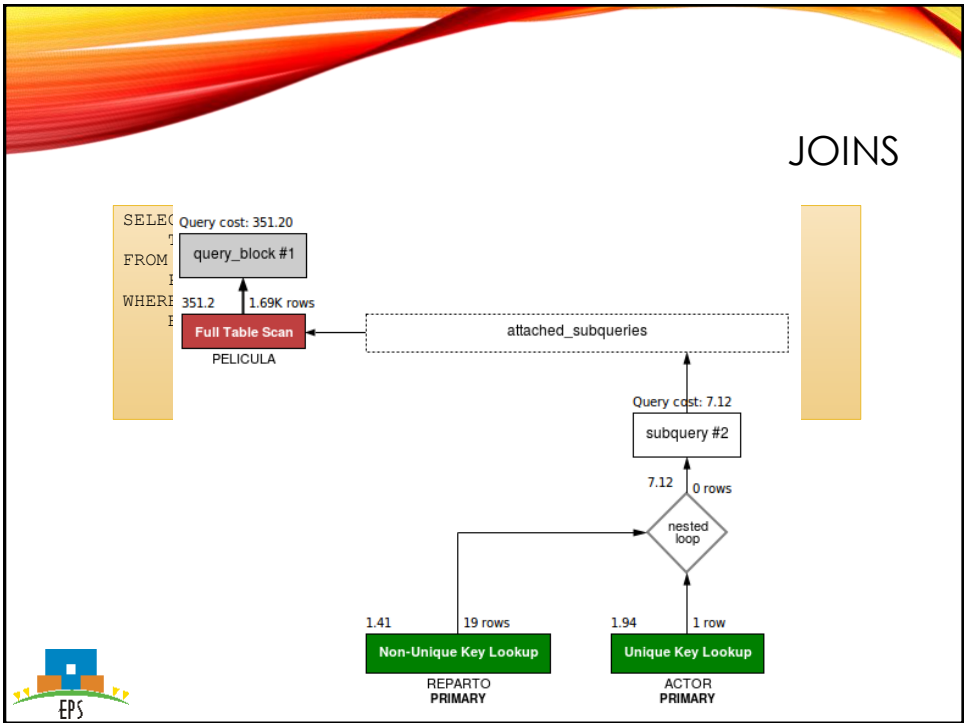 JOINS
SELEC
FROM
WHERE
Query cost: 351.20
query_block #1
351.2 1.69K rows
Full Table Scan
PELICULA
attached_subqueries
Query cost: 7.12
subquery #2
7.12 0 rows
nested
loop
1.41 19 rows
Non-Unique Key Lookup
REPARTO
PRIMARY
1.94 1 row
Unique Key Lookup
ACTOR
PRIMARY
EPS